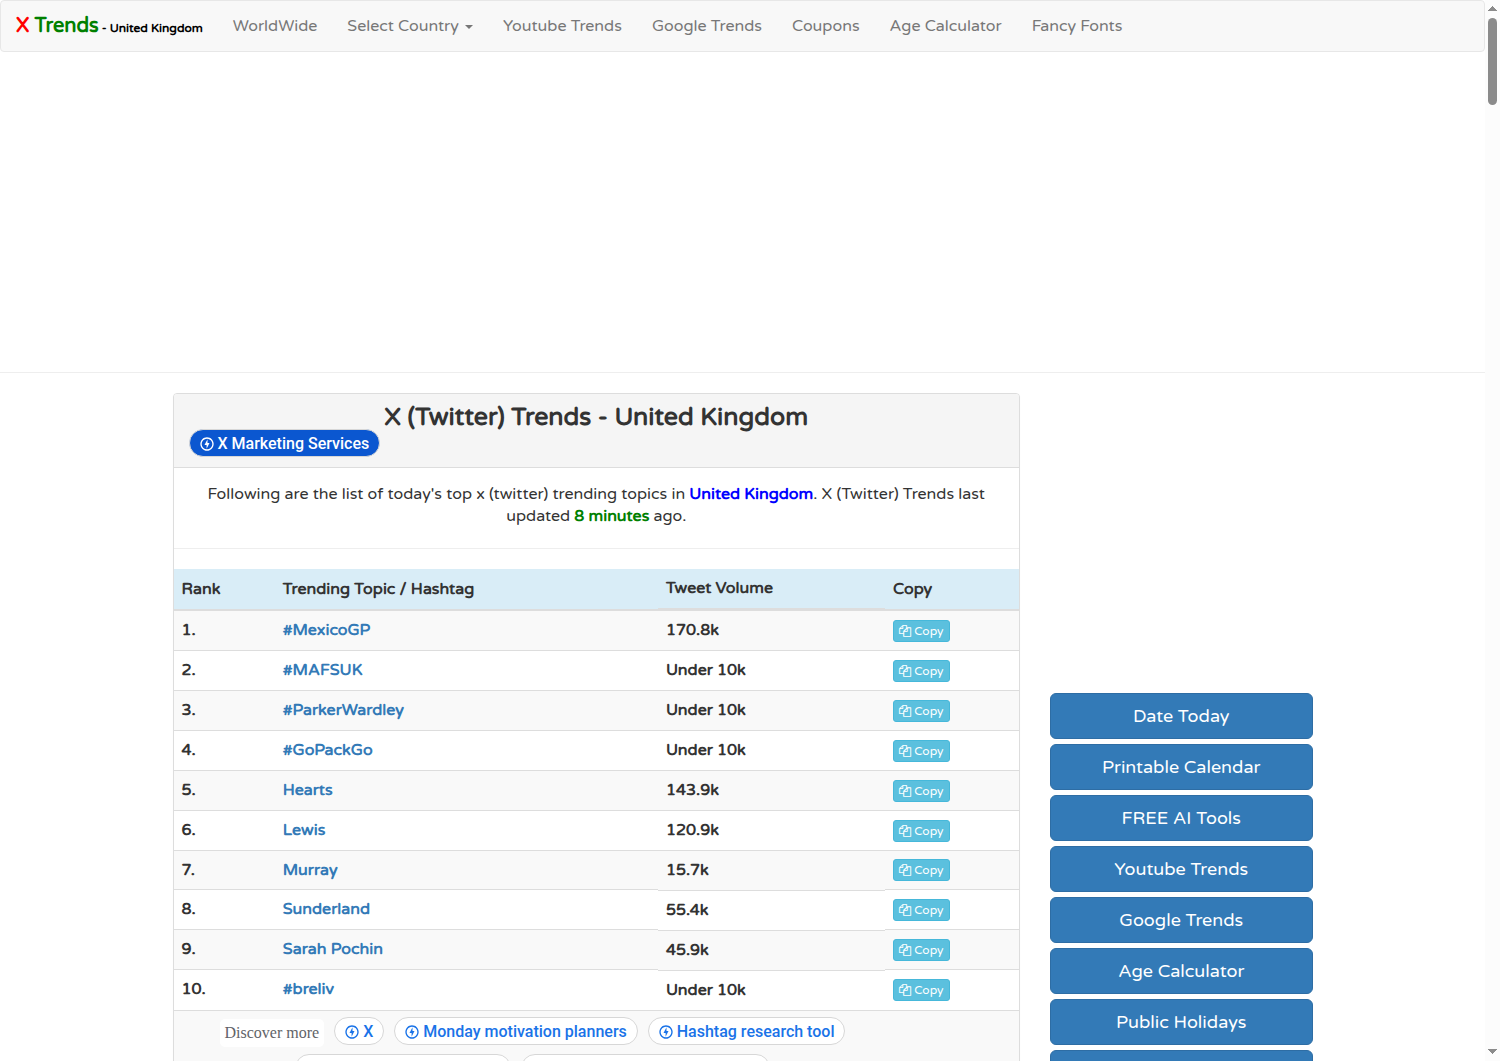 X Trends - United Kingdom WorldWide Select Country Youtube Trends Google Trends Coupons Age Calculator Fancy Fonts
X (Twitter) Trends - United Kingdom
X Marketing Services
Following are the list of today's top x (twitter) trending topics in United Kingdom. X (Twitter) Trends last
updated 8 minutes ago.
Rank Trending Topic / Hashtag Tweet Volume Copy
1. #MexicoGP 170.8k Copy
2. #MAFSUK Under 10k Copy
3. #ParkerWardley Under 10k Copy
4. #GoPackGo Under 10k Copy
5. Hearts 143.9k Copy
6. Lewis 120.9k Copy
7. Murray 15.7k Copy
8. Sunderland 55.4k Copy
9. Sarah Pochin 45.9k Copy
10. #breliv Under 10k Copy
Discover more X Monday motivation planners Hashtag research tool
Date Today
Printable Calendar
FREE AI Tools
Youtube Trends
Google Trends
Age Calculator
Public Holidays